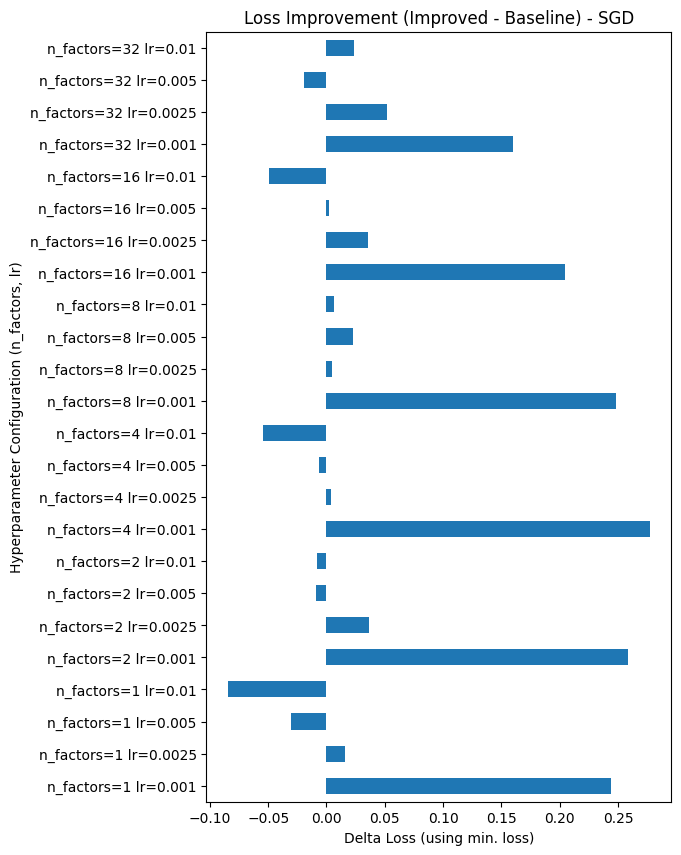 Loss Improvement (Improved - Baseline) - SGD
n_factors=32 lr=0.01
n_factors=32 lr=0.005
n_factors=32 lr=0.0025
n_factors=32 lr=0.001
n_factors=16 lr=0.01
n_factors=16 lr=0.005
n_factors=16 lr=0.0025
n_factors=16 lr=0.001
n_factors=8 lr=0.01
n_factors=8 lr=0.005
n_factors=8 lr=0.0025
n_factors=8 lr=0.001
n_factors=4 lr=0.01
n_factors=4 lr=0.005
n_factors=4 lr=0.0025
n_factors=4 lr=0.001
n_factors=2 lr=0.01
n_factors=2 lr=0.005
n_factors=2 lr=0.0025
n_factors=2 lr=0.001
n_factors=1 lr=0.01
n_factors=1 lr=0.005
n_factors=1 lr=0.0025
n_factors=1 lr=0.001
Hyperparameter Configuration (n_factors, lr)
−0.10 −0.05 0.00 0.05 0.10 0.15 0.20 0.25
Delta Loss (using min. loss)